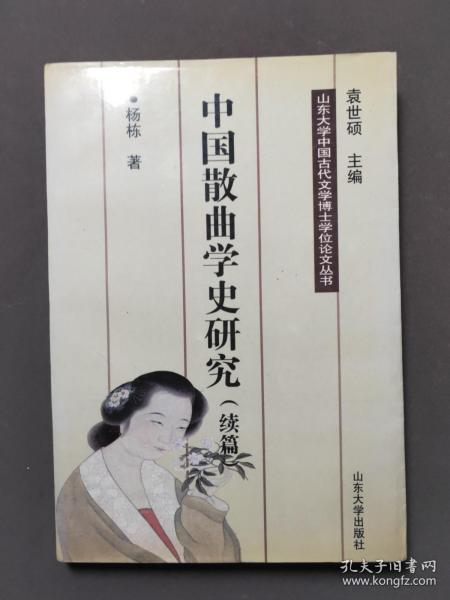 袁世硕 主编
山东大学中国古代文学博士学位论文丛书
中国散曲学史研究(续篇)
•杨栋 著
山东大学出版社
孔夫子旧书网
www.kongfz.com